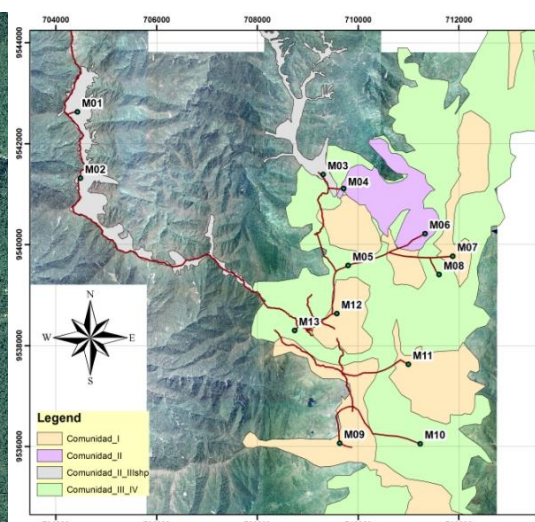 704000 706000 708000 710000 712000
9544000
M01
9542000
M02
M03
M04
M06
9540000
M07
M05
M08
M12
M13
N
W E
S
9538000
M11
Legend
Comunidad_I
Comunidad_II
Comunidad_II_IIIshp
Comunidad_III_IV
M09
M10
9536000